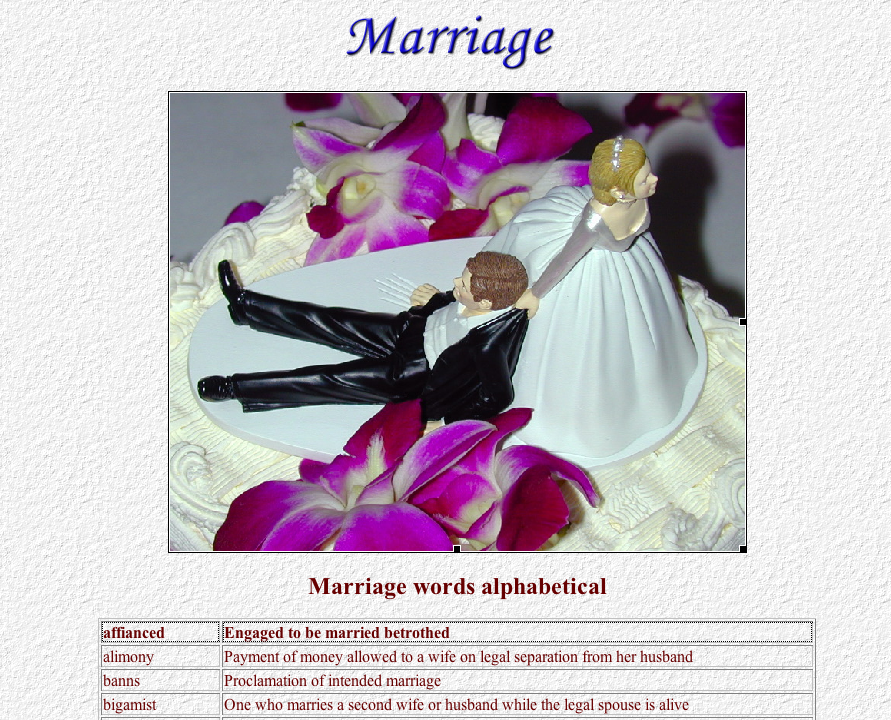 Marriage
Marriage words alphabetical
affianced Engaged to be married betrothed
alimony Payment of money allowed to a wife on legal separation from her husband
banns Proclamation of intended marriage
bigamist One who marries a second wife or husband while the legal spouse is alive